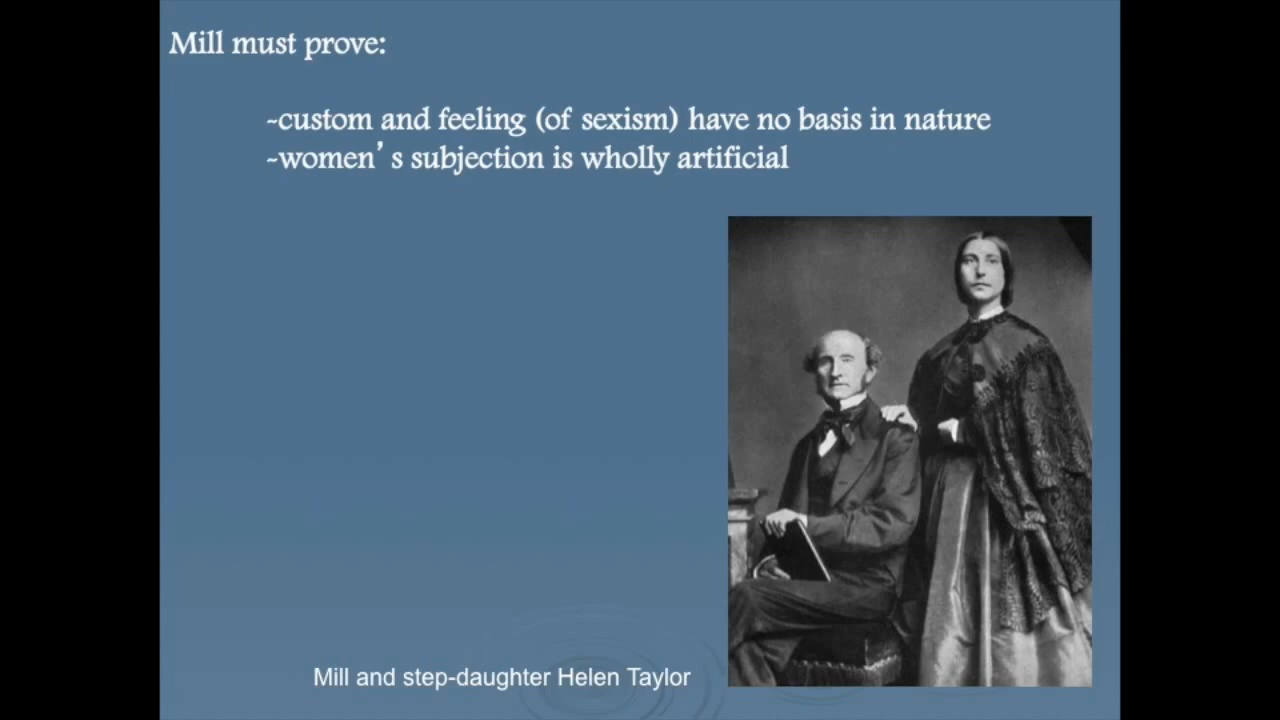 Mill must prove:
-custom and feeling (of sexism) have no basis in nature
-women’s subjection is wholly artificial
Mill and step-daughter Helen Taylor